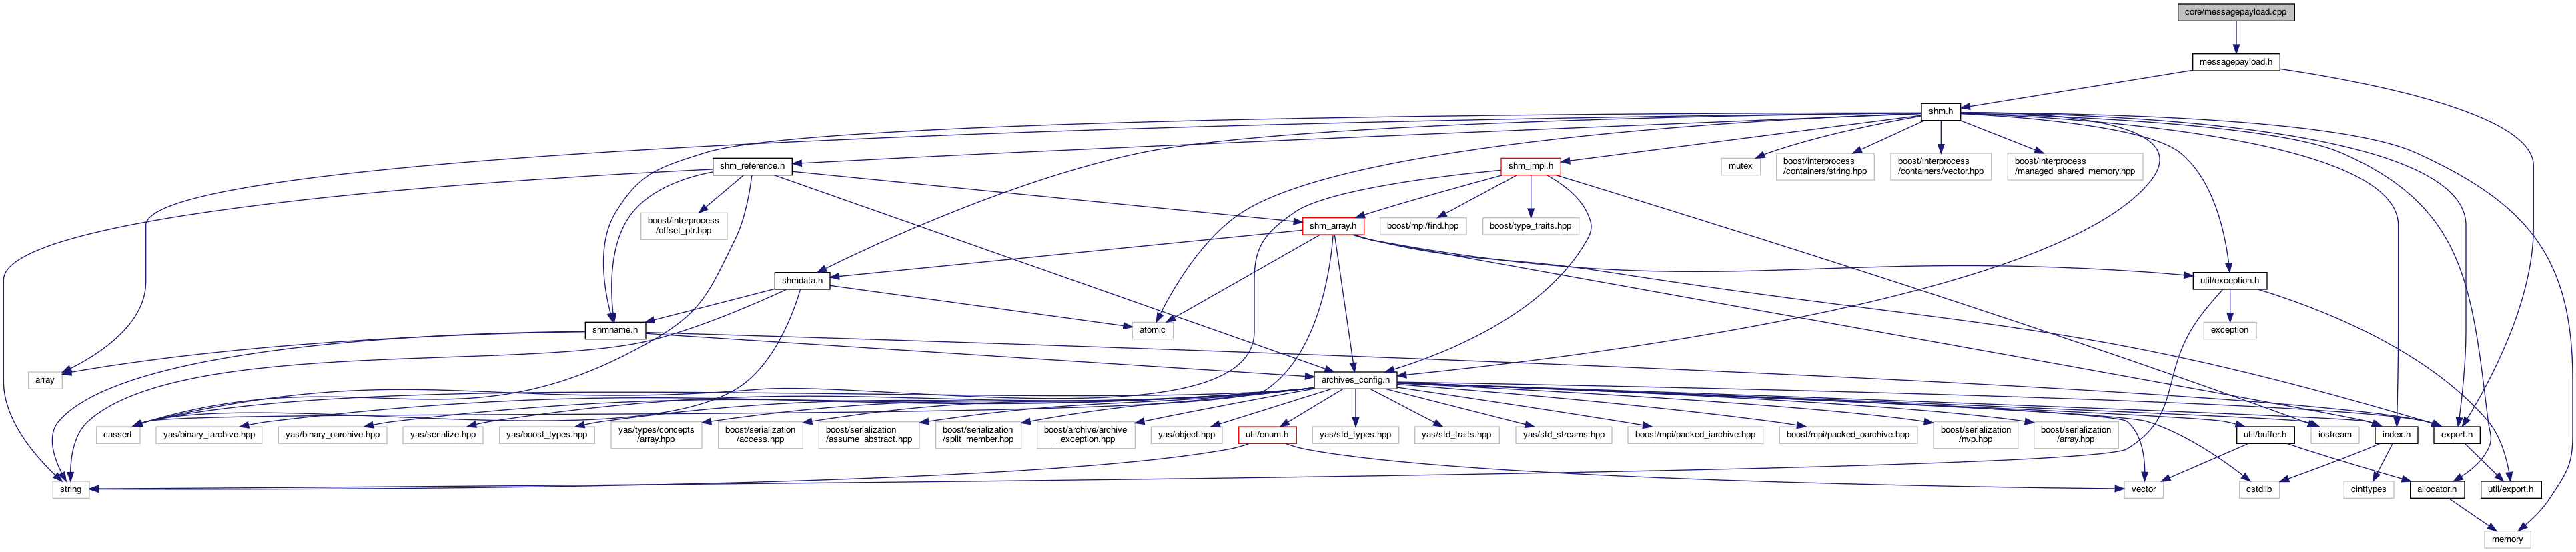 core/messagepayload.cpp
messagepayload.h
shm.h
shm_reference.h
shm_impl.h
mutex
boost/interprocess
/containers/string.hpp
boost/interprocess
/containers/vector.hpp
boost/interprocess
/managed_shared_memory.hpp
boost/interprocess
/offset_ptr.hpp
shm_array.h
boost/mpl/find.hpp
boost/type_traits.hpp
shmdata.h
util/exception.h
shmname.h
atomic
exception
array
archives_config.h
cassert
yas/binary_iarchive.hpp
yas/binary_oarchive.hpp
yas/serialize.hpp
yas/boost_types.hpp
yas/types/concepts
/array.hpp
boost/serialization
/access.hpp
boost/serialization
/assume_abstract.hpp
boost/serialization
/split_member.hpp
boost/archive/archive
_exception.hpp
yas/object.hpp
util/enum.h
yas/std_types.hpp
yas/std_traits.hpp
yas/std_streams.hpp
boost/mpi/packed_iarchive.hpp
boost/mpi/packed_oarchive.hpp
boost/serialization
/nvp.hpp
boost/serialization
/array.hpp
util/buffer.h
iostream
index.h
export.h
string
vector
cstdlib
cinttypes
allocator.h
util/export.h
memory